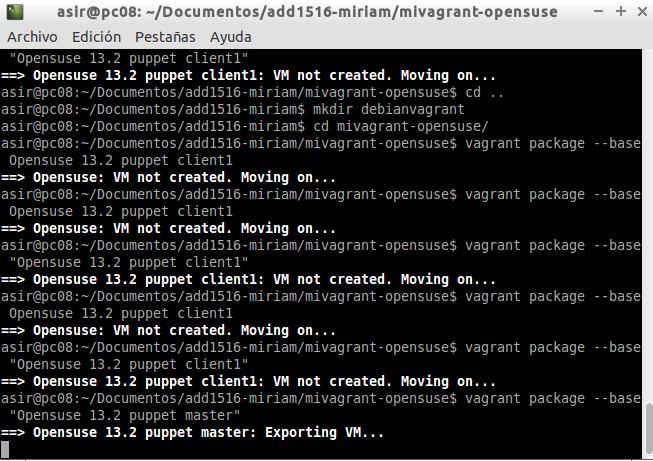 asir@pc08: ~/Documentos/add1516-miriam/mivagrant-opensuse
Archivo Edición Pestañas Ayuda
"Opensuse 13.2 puppet client1"
==> Opensuse 13.2 puppet client1: VM not created. Moving on...
asir@pc08:~/Documentos/add1516-miriam/mivagrant-opensuse$ cd ..
asir@pc08:~/Documentos/add1516-miriam$ mkdir debianvagrant
asir@pc08:~/Documentos/add1516-miriam$ cd mivagrant-opensuse/
asir@pc08:~/Documentos/add1516-miriam/mivagrant-opensuse$ vagrant package --base
Opensuse 13.2 puppet client1
==> Opensuse: VM not created. Moving on...
asir@pc08:~/Documentos/add1516-miriam/mivagrant-opensuse$ vagrant package --base
Opensuse 13.2 puppet client1
==> Opensuse: VM not created. Moving on...
asir@pc08:~/Documentos/add1516-miriam/mivagrant-opensuse$ vagrant package --base
"Opensuse 13.2 puppet client1"
==> Opensuse 13.2 puppet client1: VM not created. Moving on...
asir@pc08:~/Documentos/add1516-miriam/mivagrant-opensuse$ vagrant package --base
Opensuse 13.2 puppet client1
==> Opensuse: VM not created. Moving on...
asir@pc08:~/Documentos/add1516-miriam/mivagrant-opensuse$ vagrant package --base
"Opensuse 13.2 puppet client1"
==> Opensuse 13.2 puppet client1: VM not created. Moving on...
asir@pc08:~/Documentos/add1516-miriam/mivagrant-opensuse$ vagrant package --base
"Opensuse 13.2 puppet master"
==> Opensuse 13.2 puppet master: Exporting VM...